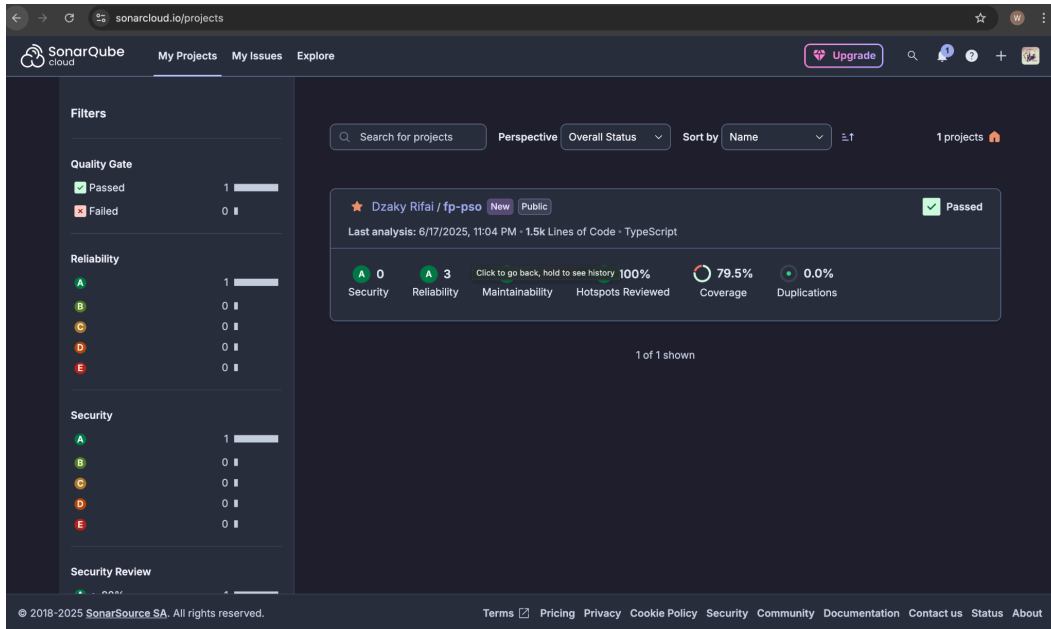 sonarcloud.io/projects
W
SonarQube
cloud
My Projects My Issues Explore
Upgrade
1
?
Filters
Quality Gate
Passed 1
Failed 0
Reliability
A 1
B 0
C 0
D 0
E 0
Security
A 1
B 0
C 0
D 0
E 0
Security Review
Search for projects Perspective Overall Status Sort by Name 1 projects
Dzaky Rifai / fp-pso New Public Passed
Last analysis: 6/17/2025, 11:04 PM • 1.5k Lines of Code • TypeScript
A 0 A 3 Click to go back, hold to see history 100% 79.5% 0.0%
Security Reliability Maintainability Hotspots Reviewed Coverage Duplications
1 of 1 shown
© 2018-2025 SonarSource SA. All rights reserved.
Terms Pricing Privacy Cookie Policy Security Community Documentation Contact us Status About